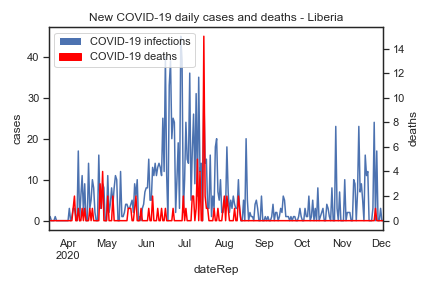 New COVID-19 daily cases and deaths - Liberia
COVID-19 infections
COVID-19 deaths
40
30
20
10
0
cases
14
12
10
8
6
4
2
0
deaths
Apr
2020
May
Jun
Jul
Aug
Sep
Oct
Nov
Dec
dateRep